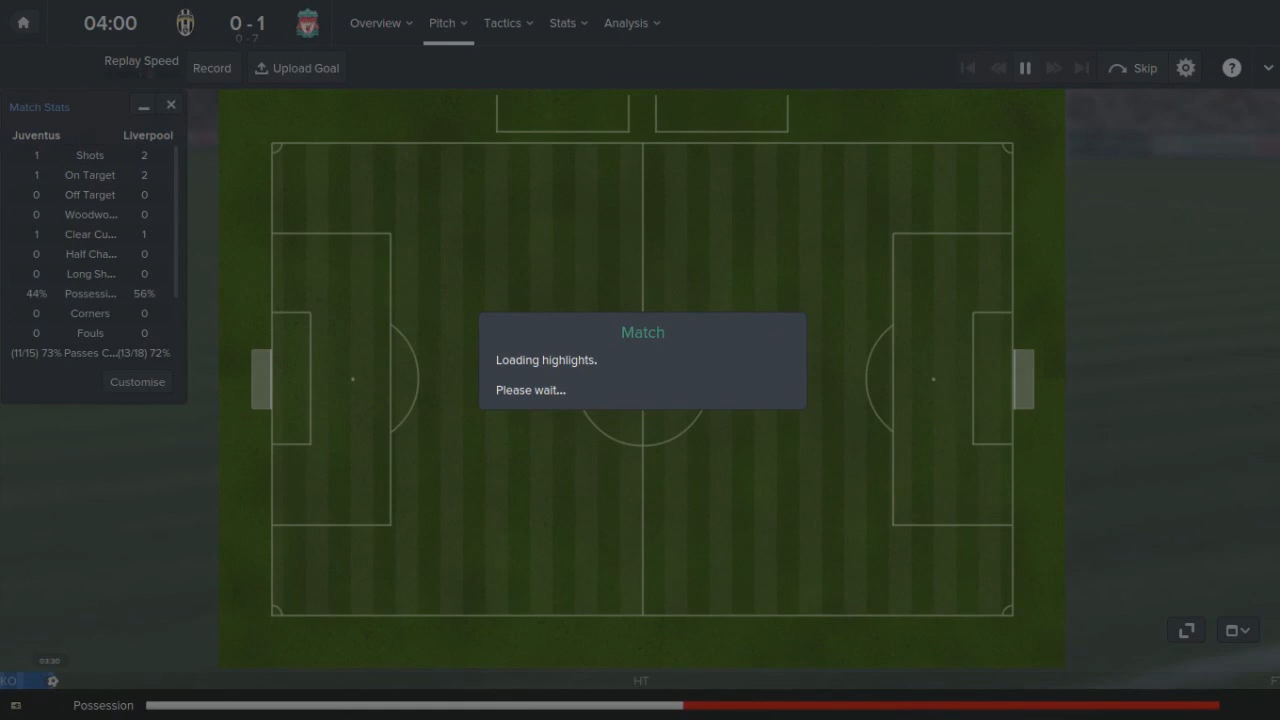 04:00
0 - 1
0 - 7
Overview
Pitch
Tactics
Stats
Analysis
Replay Speed
Record
Upload Goal
Skip
?
Match Stats
Juventus Liverpool
1 Shots 2
1 On Target 2
0 Off Target 0
0 Woodwo... 0
1 Clear Cu... 1
0 Half Cha... 0
0 Long Sh... 0
44% Possessi... 56%
0 Corners 0
0 Fouls 0
(11/15) 73% Passes C...(13/18) 72%
Customise
Match
Loading highlights.
Please wait...
03:30
KO
HT
Possession